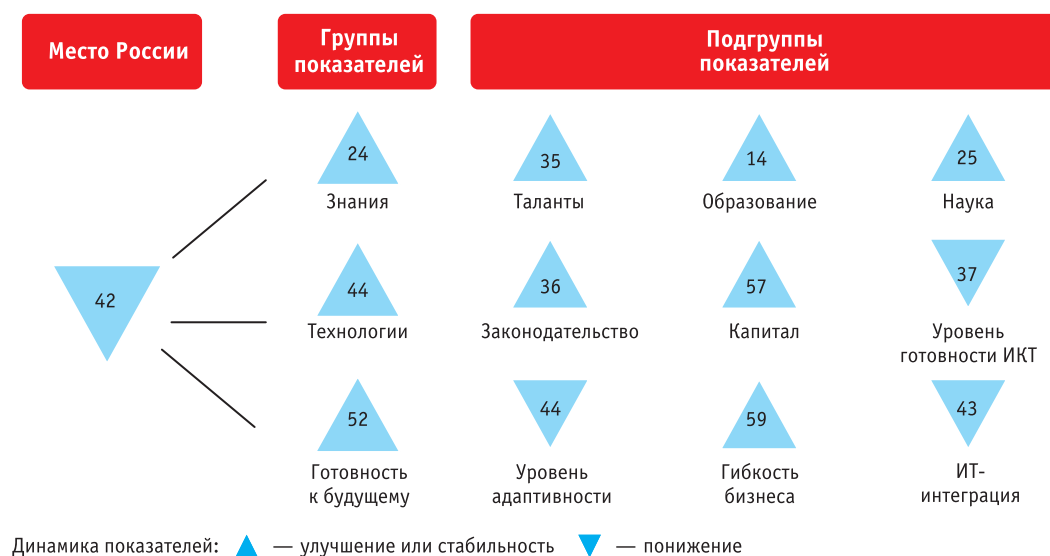 Место России
Группы
показателей
Подгруппы
показателей
24
35
14
25
Знания
Таланты
Образование
Наука
42
44
36
57
37
Технологии
Законодательство
Капитал
Уровень
готовности ИКТ
52
44
59
43
Готовность
к будущему
Уровень
адаптивности
Гибкость
бизнеса
ИТ-
интеграция
Динамика показателей: — улучшение или стабильность — понижение